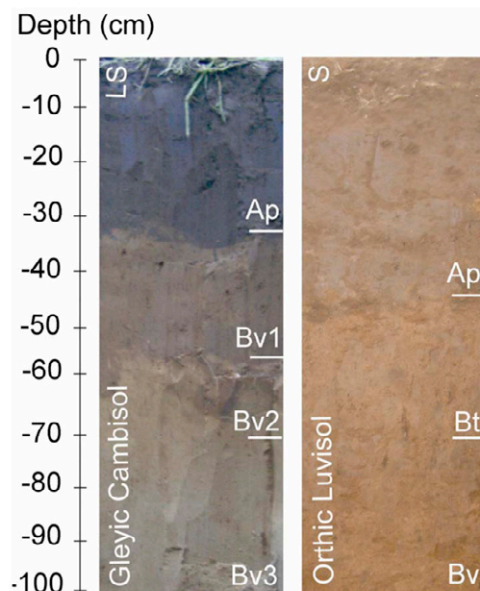 Depth (cm)
0
-10
-20
-30
-40
-50
-60
-70
-80
-90
-100
LS
Ap
Bv1
Bv2
Bv3
Gleyic Cambisol
S
Ap
Bt
Bv
Orthic Luvisol